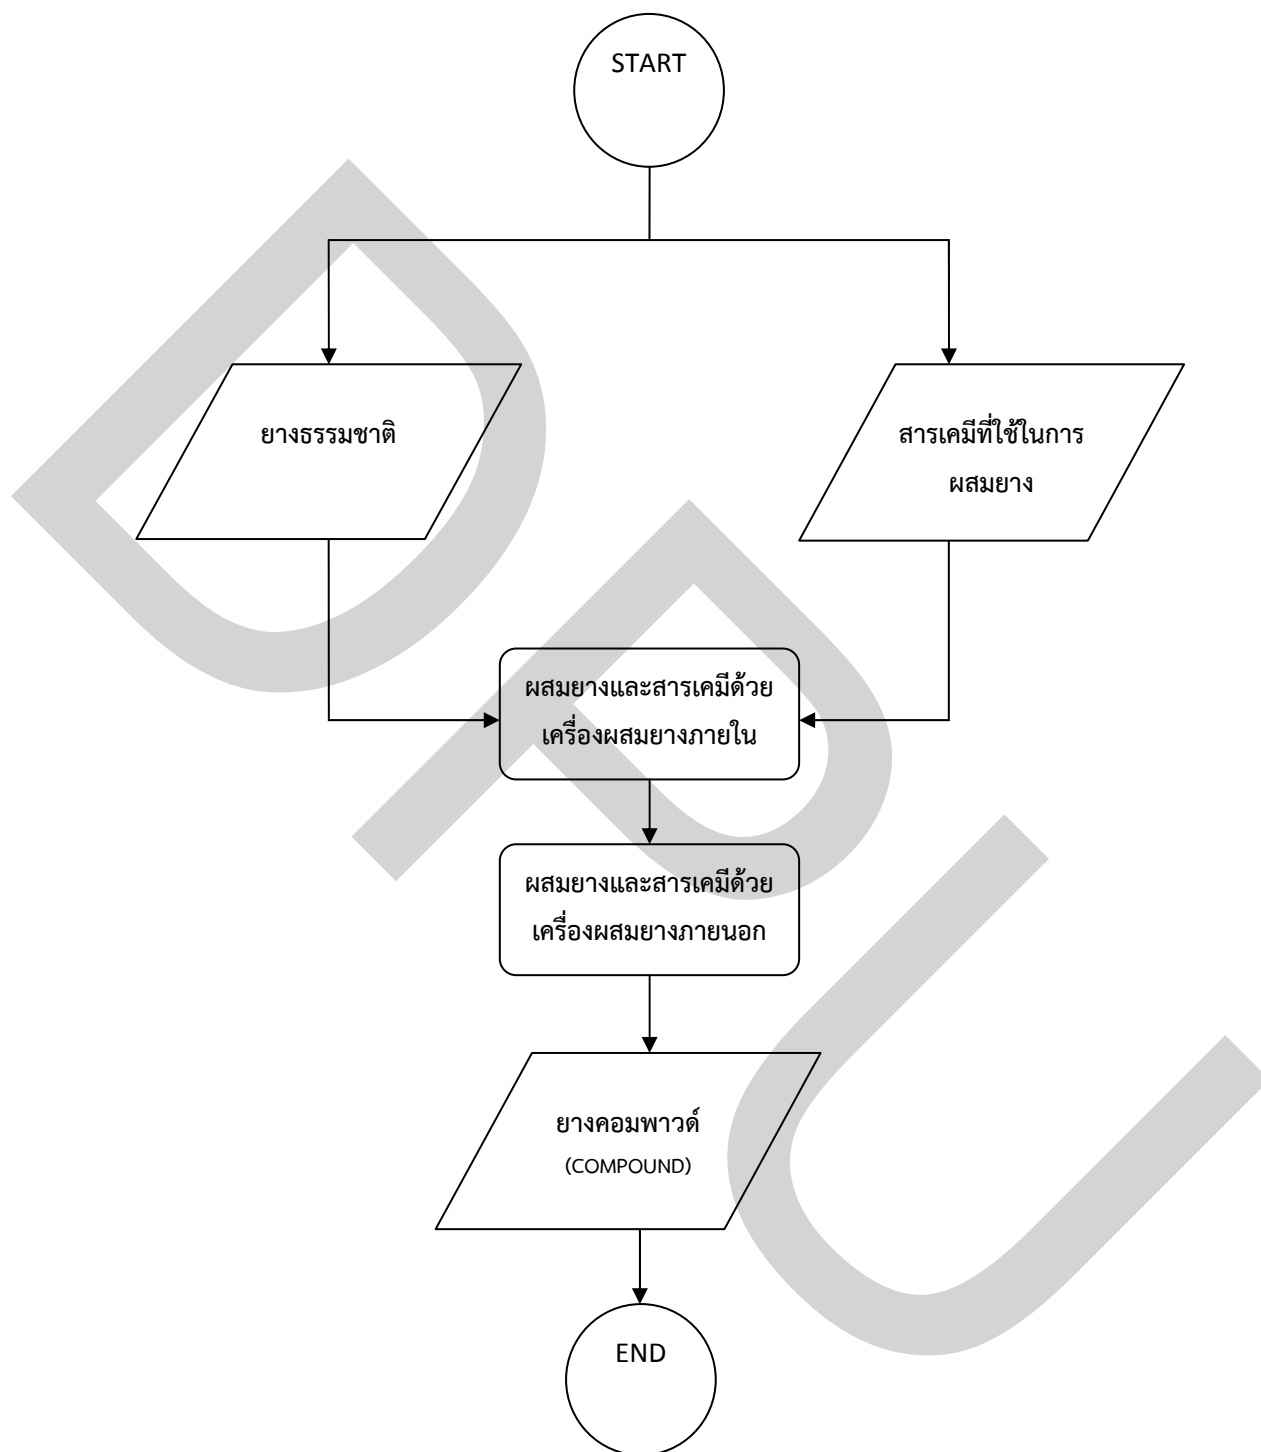 START
ยางธรรมชาติ
สารเคมีที่ใช้ในการ
ผสมยาง
ผสมยางและสารเคมีด้วย
เครื่องผสมยางภายใน
ผสมยางและสารเคมีด้วย
เครื่องผสมยางภายนอก
ยางคอมพาวด์
(COMPOUND)
END
DPU